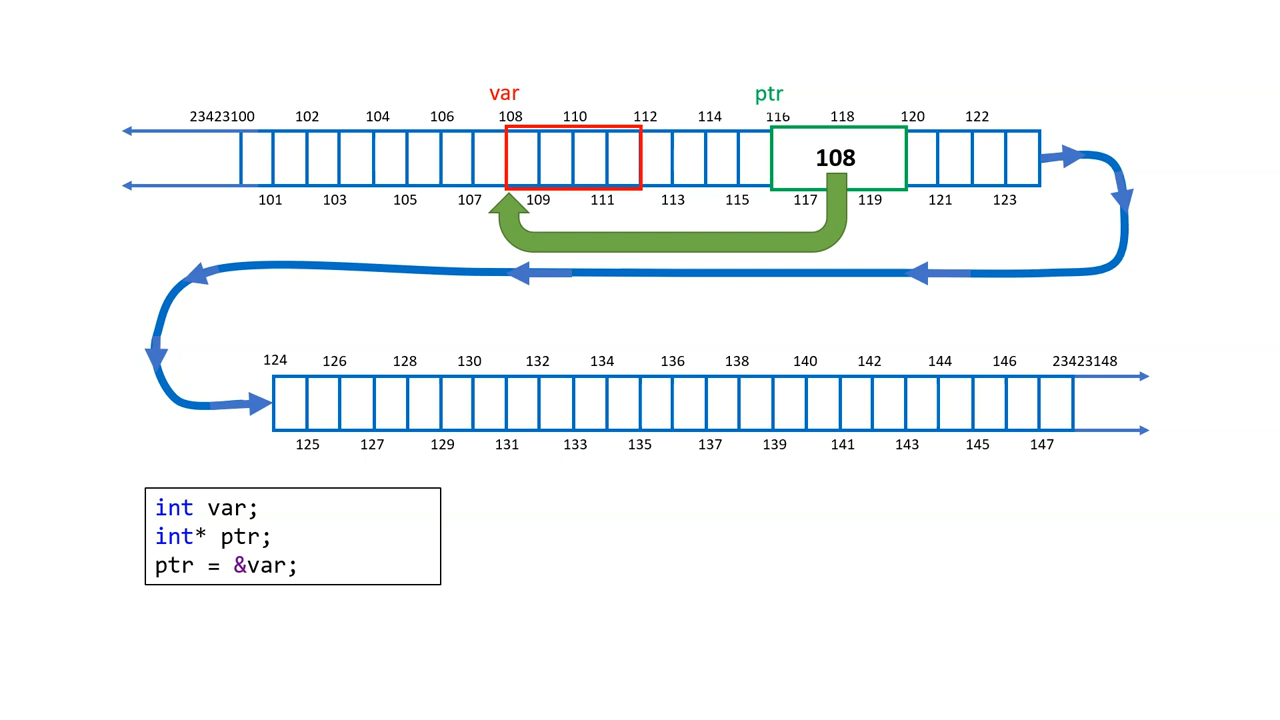 var ptr
23423100 102 104 106 108 110 112 114 116 118 120 122
108
101 103 105 107 109 111 113 115 117 119 121 123
124 126 128 130 132 134 136 138 140 142 144 146 23423148
125 127 129 131 133 135 137 139 141 143 145 147
int var;
int* ptr;
ptr = &var;